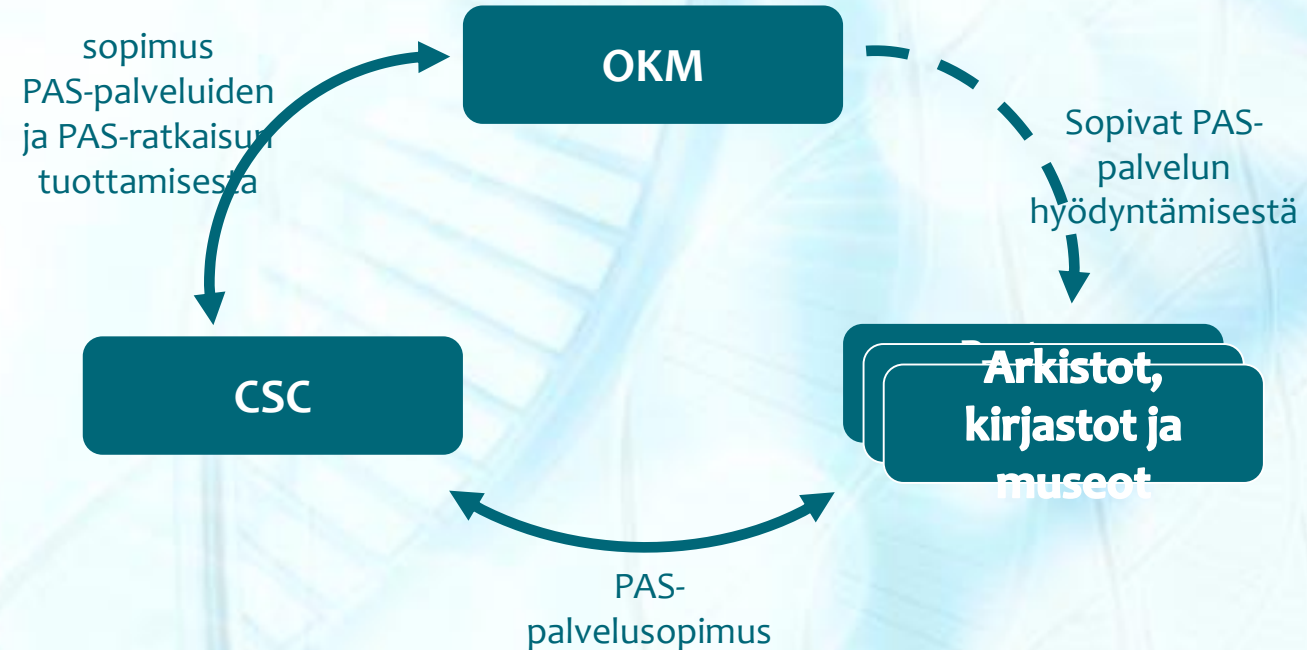 sopimus
PAS-palveluiden
ja PAS-ratkaisun
tuottamisesta
OKM
Sopivat PAS-
palvelun
hyödyntämisestä
CSC
Arkistot,
kirjastot ja
museot
PAS-
palvelusopimus